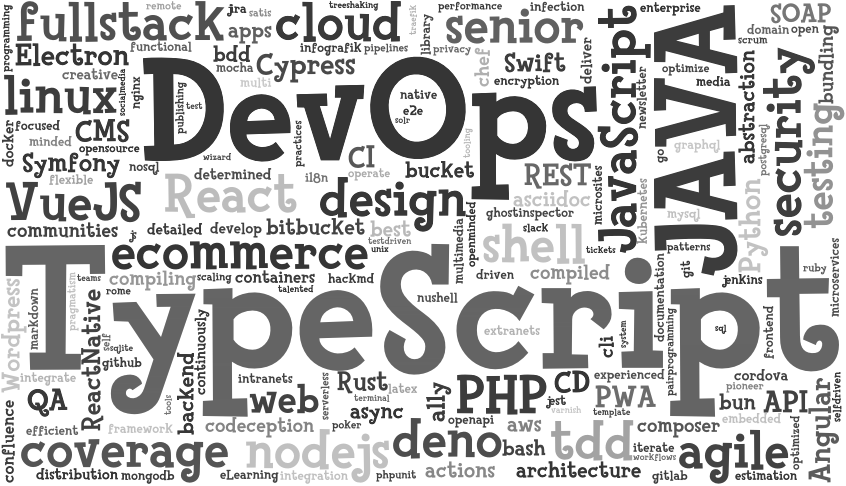 programming
fullstack
remote
jra
satis
apps
treeshaking
cloud
traefik
performance
infection
library
senior
enterprise
SOAP
domain
open
scrum
Electron
functional
bdd
mocha
infografik
pipelines
privacy
chef
Swift
deliver
JavaScript
newsletter
JAVA
optimize
media
abstraction
security
bundling
creative
socialmedia
nginx
multi
Cypress
encryption
linux
publishing
test
DevOps
native
e2e
solr
docker
focused
minded
CMS
opensource
practices
CI
operate
tooling
go
graphql
postgresql
testing
Symfony
nosql
wizard
determined
i18n
bucket
REST
flexible
React
design
asciidoc
microsites
kubernetes
mysql
Python
VueJS
ghostinspector
communities
js
detailed
develop
bitbucket
best
testdriven
unix
multimedia
openminded
slack
shell
tickets
patterns
ecommerce
TypeScript
compiling
scaling
containers
talented
hackmd
driven
compiled
documentation
git
jenkins
ruby
microservices
Wordpress
markdown
pragmatism
teams
rome
nushell
ReactNative
self
sqlite
github
continuously
extranets
cli
system
pairprogramming
sql
frontend
integrate
tools
backend
intranets
serverless
Rust
latex
terminal
a11y
PHP
CD
experienced
cordova
pioneer
selfdriven
QA
web
async
jest
varnish
PWA
template
bun
API
Angular
confluence
efficient
framework
codeception
poker
openapi
aws
composer
embedded
coverage
nodejs
deno
bash
tdd
iterate
workflows
agile
optimized
distribution
mongodb
eLearning
integration
phpunit
actions
architecture
gitlab
estimation